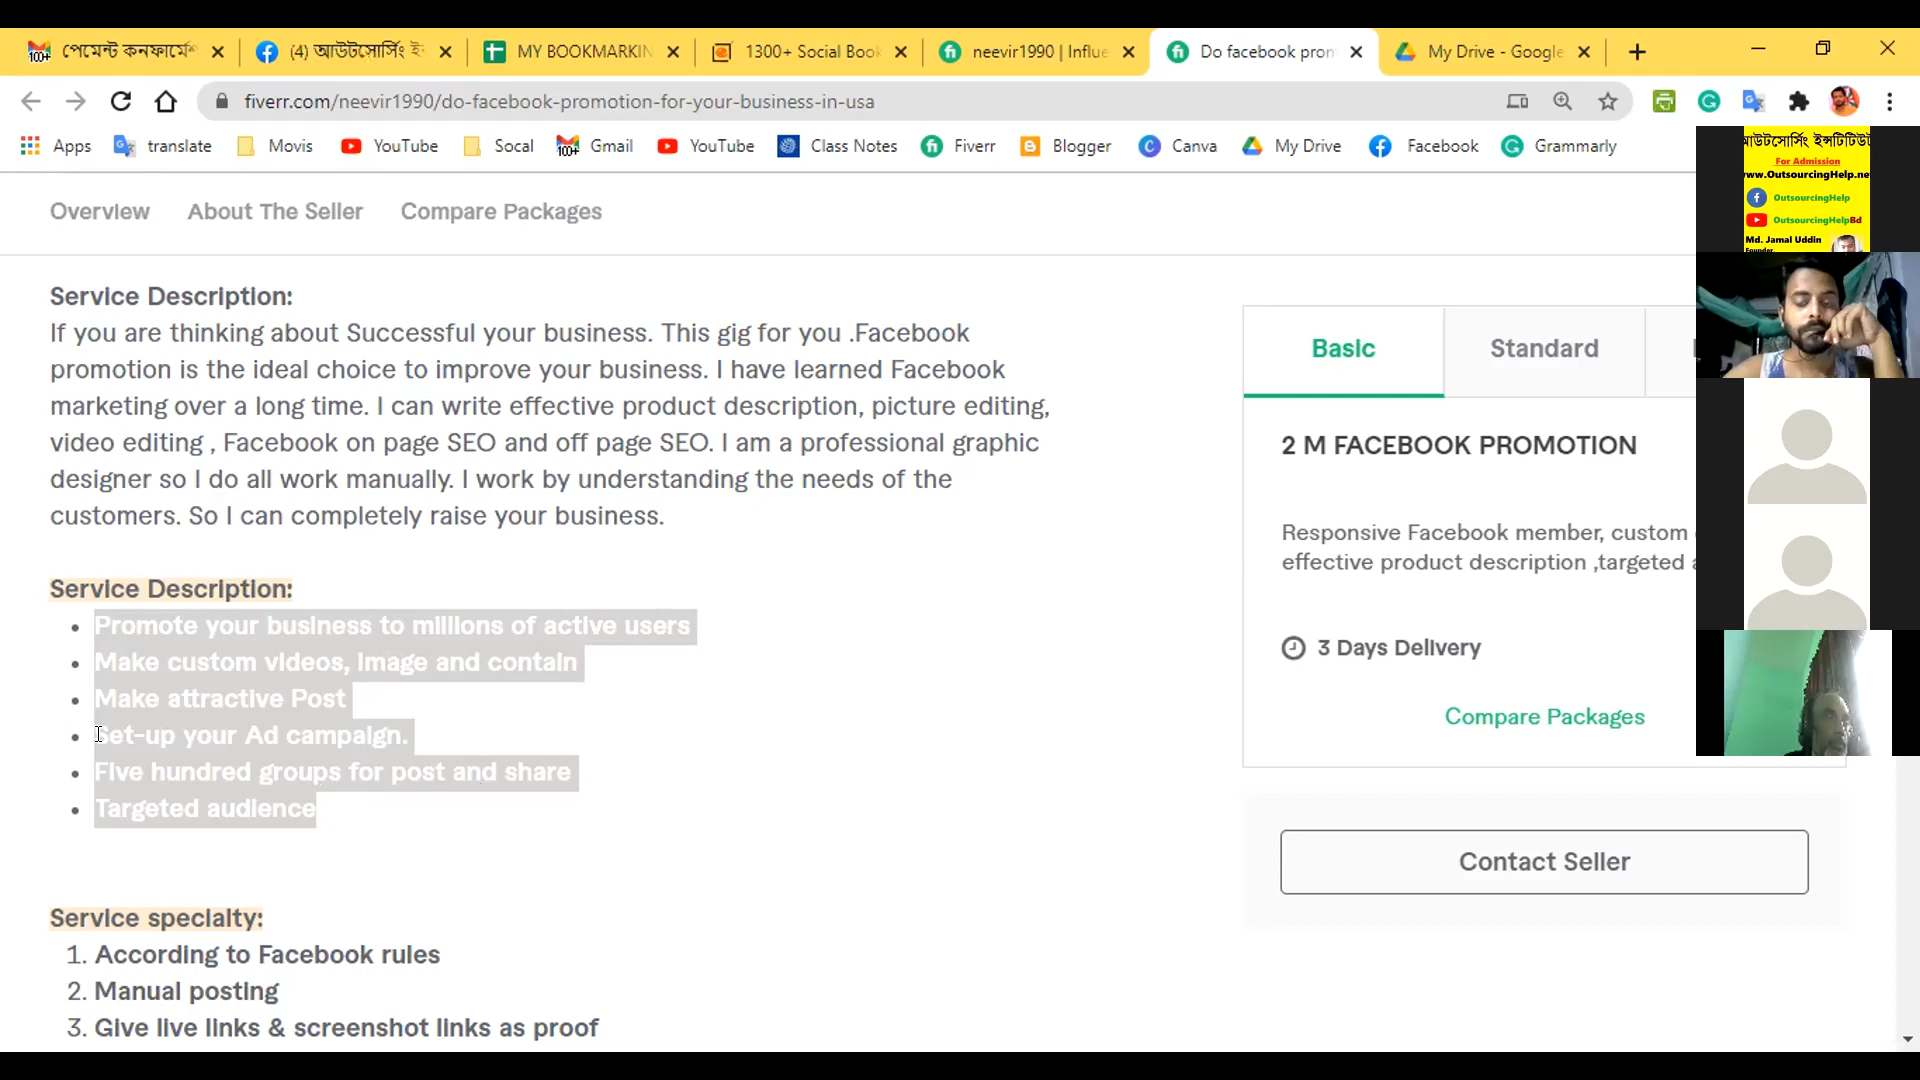 পেমেন্ট কনফার্মেশ
(4) আউটসোর্সিং ই
MY BOOKMARKIN
1300+ Social Book
neevir1990 | Influe
Do facebook prom
My Drive - Google
fiverr.com/neevir1990/do-facebook-promotion-for-your-business-in-usa
Apps
translate
Movis
YouTube
Socal
Gmail
YouTube
Class Notes
Fiverr
Blogger
Canva
My Drive
Facebook
Grammarly
Overview
About The Seller
Compare Packages
Service Description:
If you are thinking about Successful your business. This gig for you .Facebook
promotion is the ideal choice to improve your business. I have learned Facebook
marketing over a long time. I can write effective product description, picture editing,
video editing , Facebook on page SEO and off page SEO. I am a professional graphic
designer so I do all work manually. I work by understanding the needs of the
customers. So I can completely raise your business.
Service Description:
• Promote your business to millions of active users
• Make custom videos, image and contain
• Make attractive Post
• Set-up your Ad campaign.
• Five hundred groups for post and share
• Targeted audience
Service specialty:
1. According to Facebook rules
2. Manual posting
3. Give live links & screenshot links as proof
Basic
Standard
2 M FACEBOOK PROMOTION
Responsive Facebook member, custom
effective product description ,targeted a
3 Days Delivery
Compare Packages
Contact Seller
আউটসোর্সিং ইন্সটিটিউট
For Admission
www.OutsourcingHelp.ne
OutsourcingHelp
OutsourcingHelpBd
Md. Jamal Uddin
Founder